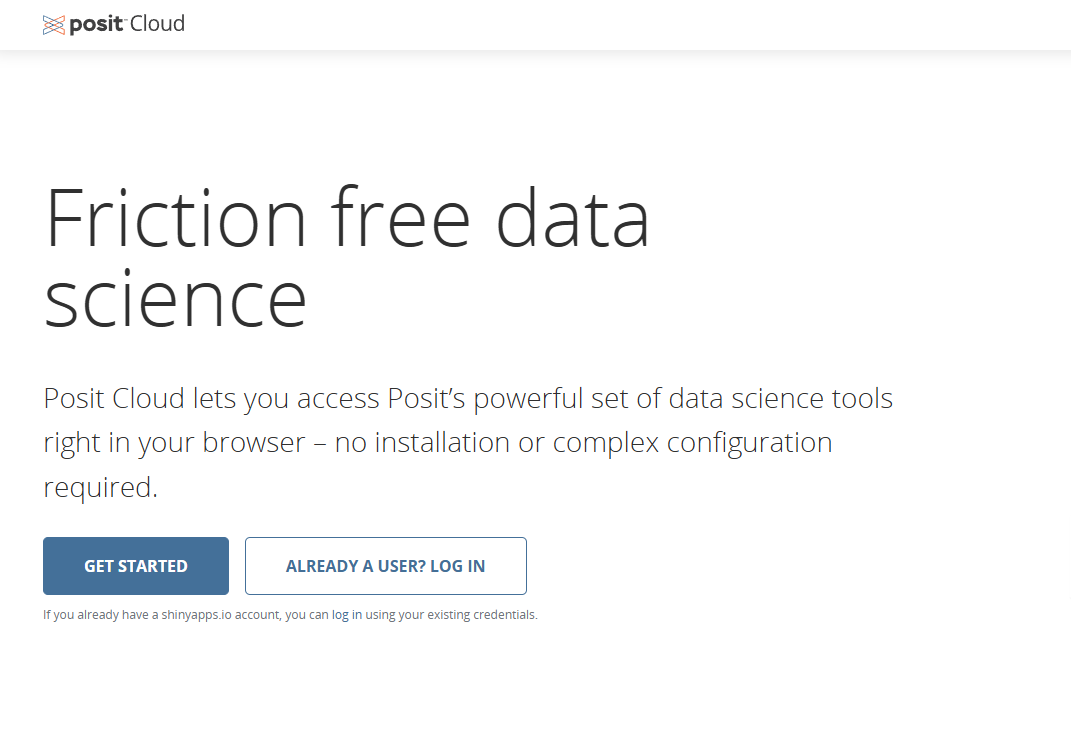 posit Cloud
Friction free data
science
Posit Cloud lets you access Posit’s powerful set of data science tools
right in your browser – no installation or complex configuration
required.
GET STARTED
ALREADY A USER? LOG IN
If you already have a shinyapps.io account, you can log in using your existing credentials.